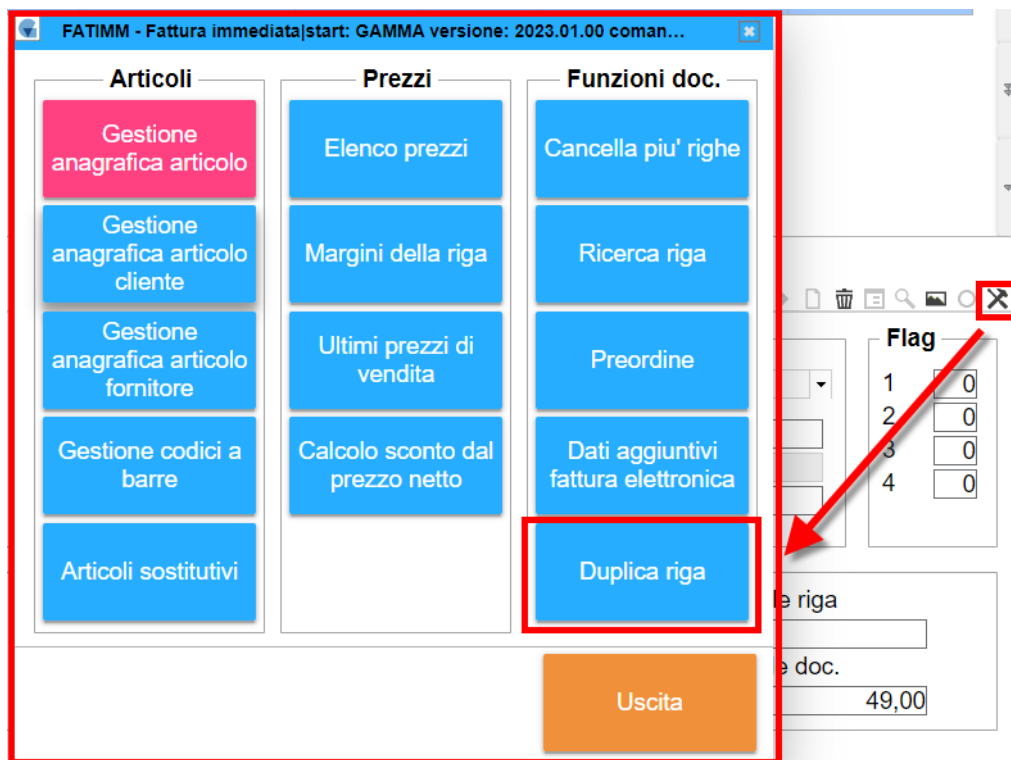 FATIMM - Fattura immediata|start: GAMMA versione: 2023.01.00 coman...
Articoli
Gestione
anagrafica articolo
Gestione
anagrafica articolo
cliente
Gestione
anagrafica articolo
fornitore
Gestione codici a
barre
Articoli sostitutivi
Prezzi
Elenco prezzi
Margini della riga
Ultimi prezzi di
vendita
Calcolo sconto dal
prezzo netto
Funzioni doc.
Cancella piu' righe
Ricerca riga
Preordine
Dati aggiuntivi
fattura elettronica
Duplica riga
Uscita
Flag
1 0
2 0
3 0
4 0
riga
doc.
49,00